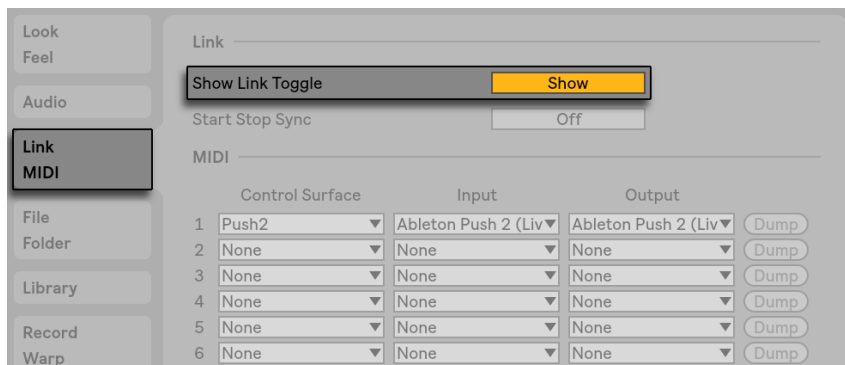 Look
Feel
Audio
Link
MIDI
File
Folder
Library
Record
Warp
Link
Show Link Toggle Show
Start Stop Sync Off
MIDI
Control Surface Input Output
1 Push2 Ableton Push 2 (Liv Ableton Push 2 (Liv Dump
2 None None None Dump
3 None None None Dump
4 None None None Dump
5 None None None Dump
6 None None None Dump